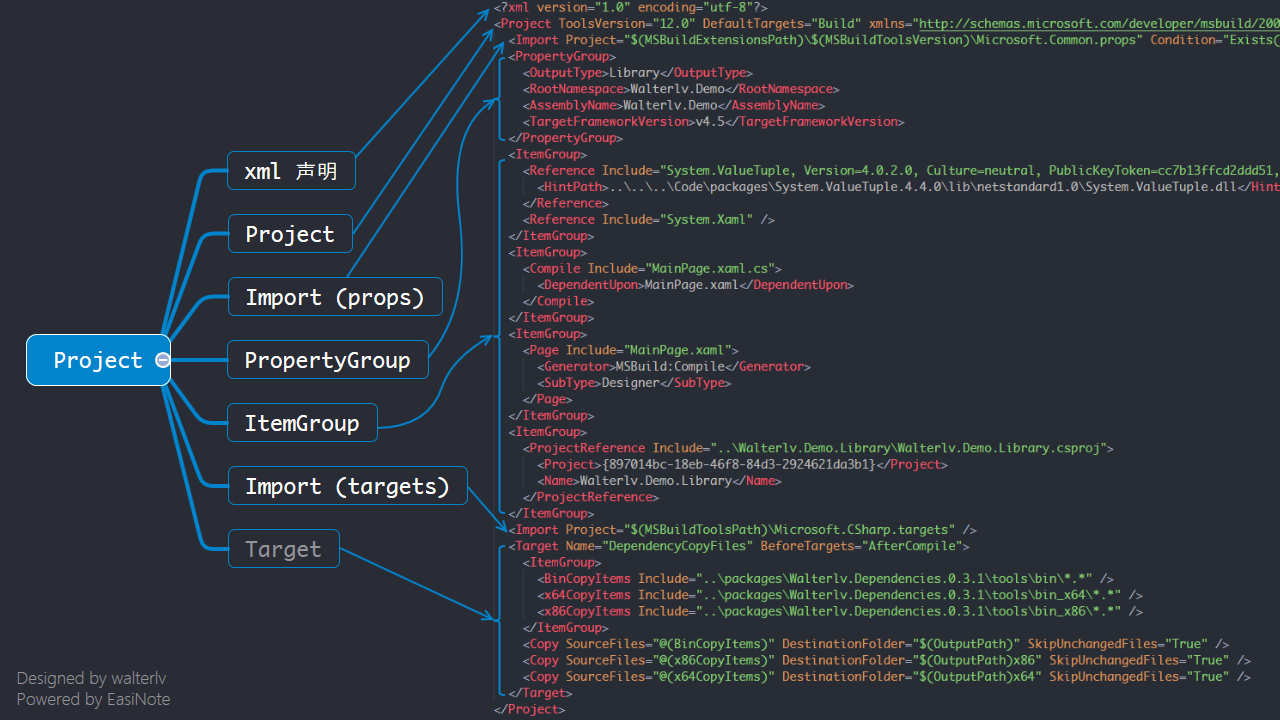 xml 声明
Project
Import (props)
Project
PropertyGroup
ItemGroup
Import (targets)
Target
<?xml version="1.0" encoding="utf-8"?>
<Project ToolsVersion="12.0" DefaultTargets="Build" xmlns="http://schemas.microsoft.com/developer/msbuild/200
<Import Project="$(MSBuildExtensionsPath)\$(MSBuildToolsVersion)\Microsoft.Common.props" Condition="Exists(
<PropertyGroup>
<OutputType>Library</OutputType>
<RootNamespace>Walterlv.Demo</RootNamespace>
<AssemblyName>Walterlv.Demo</AssemblyName>
<TargetFrameworkVersion>v4.5</TargetFrameworkVersion>
</PropertyGroup>
<ItemGroup>
<Reference Include="System.ValueTuple, Version=4.0.2.0, Culture=neutral, PublicKeyToken=cc7b13ffcd2ddd51,
<HintPath>..\..\..\Code\packages\System.ValueTuple.4.4.0\lib\netstandard1.0\System.ValueTuple.dll</Hint
</Reference>
<Reference Include="System.Xaml" />
</ItemGroup>
<ItemGroup>
<Compile Include="MainPage.xaml.cs">
<DependentUpon>MainPage.xaml</DependentUpon>
</Compile>
</ItemGroup>
<ItemGroup>
<Page Include="MainPage.xaml">
<Generator>MSBuild:Compile</Generator>
<SubType>Designer</SubType>
</Page>
</ItemGroup>
<ItemGroup>
<ProjectReference Include="..\Walterlv.Demo.Library\Walterlv.Demo.Library.csproj">
<Project>{897014bc-18eb-46f8-84d3-2924621da3b1}</Project>
<Name>Walterlv.Demo.Library</Name>
</ProjectReference>
</ItemGroup>
<Import Project="$(MSBuildToolsPath)\Microsoft.CSharp.targets" />
<Target Name="DependencyCopyFiles" BeforeTargets="AfterCompile">
<ItemGroup>
<BinCopyItems Include="..\packages\Walterlv.Dependencies.0.3.1\tools\bin\*.*" />
<x64CopyItems Include="..\packages\Walterlv.Dependencies.0.3.1\tools\bin_x64\*.*" />
<x86CopyItems Include="..\packages\Walterlv.Dependencies.0.3.1\tools\bin_x86\*.*" />
</ItemGroup>
<Copy SourceFiles="@(BinCopyItems)" DestinationFolder="$(OutputPath)" SkipUnchangedFiles="True" />
<Copy SourceFiles="@(x86CopyItems)" DestinationFolder="$(OutputPath)x86" SkipUnchangedFiles="True" />
<Copy SourceFiles="@(x64CopyItems)" DestinationFolder="$(OutputPath)x64" SkipUnchangedFiles="True" />
</Target>
</Project>
Designed by walterlv
Powered by EasiNote